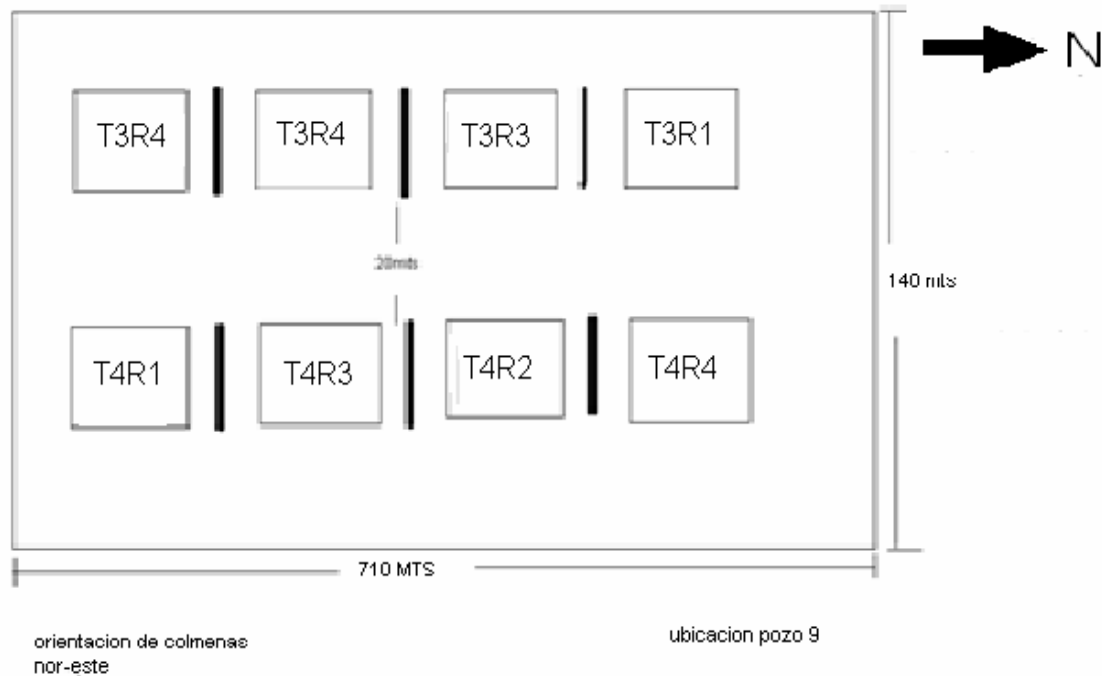 N
T3R4 T3R4 T3R3 T3R1
20mts
140 mts
T4R1 T4R3 T4R2 T4R4
710 MTS
orientacion de colmenas
nor-este
ubicacion pozo 9